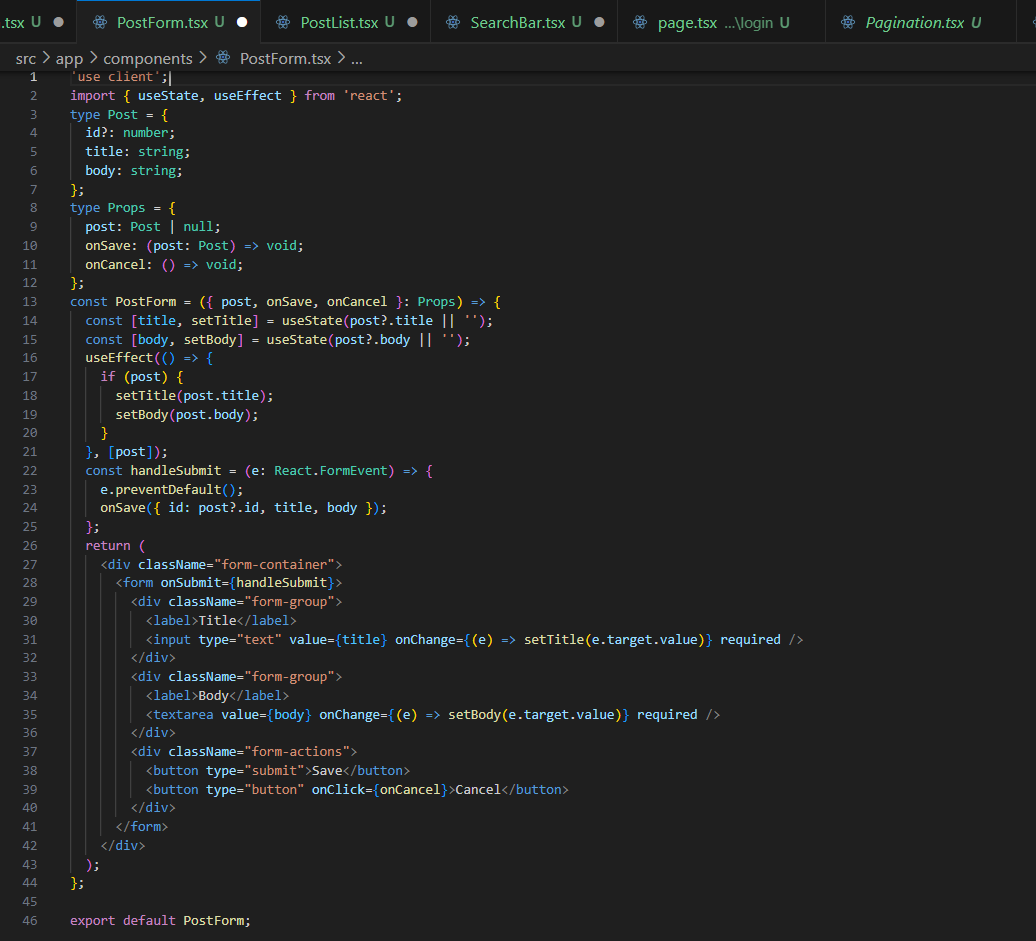 .tsx U ● PostForm.tsx U ● PostList.tsx U ● SearchBar.tsx U ● page.tsx ...\login U Pagination.tsx U
src > app > components > PostForm.tsx > ...
1 'use client';
2 import { useState, useEffect } from 'react';
3 type Post = {
4   id?: number;
5   title: string;
6   body: string;
7 };
8 type Props = {
9   post: Post | null;
10   onSave: (post: Post) => void;
11   onCancel: () => void;
12 };
13 const PostForm = ({ post, onSave, onCancel }: Props) => {
14   const [title, setTitle] = useState(post?.title || '');
15   const [body, setBody] = useState(post?.body || '');
16   useEffect(() => {
17     if (post) {
18       setTitle(post.title);
19       setBody(post.body);
20     }
21   }, [post]);
22   const handleSubmit = (e: React.FormEvent) => {
23     e.preventDefault();
24     onSave({ id: post?.id, title, body });
25   };
26   return (
27     <div className="form-container">
28       <form onSubmit={handleSubmit}>
29         <div className="form-group">
30           <label>Title</label>
31           <input type="text" value={title} onChange={(e) => setTitle(e.target.value)} required />
32         </div>
33         <div className="form-group">
34           <label>Body</label>
35           <textarea value={body} onChange={(e) => setBody(e.target.value)} required />
36         </div>
37         <div className="form-actions">
38           <button type="submit">Save</button>
39           <button type="button" onClick={onCancel}>Cancel</button>
40         </div>
41       </form>
42     </div>
43   );
44 };
45
46 export default PostForm;